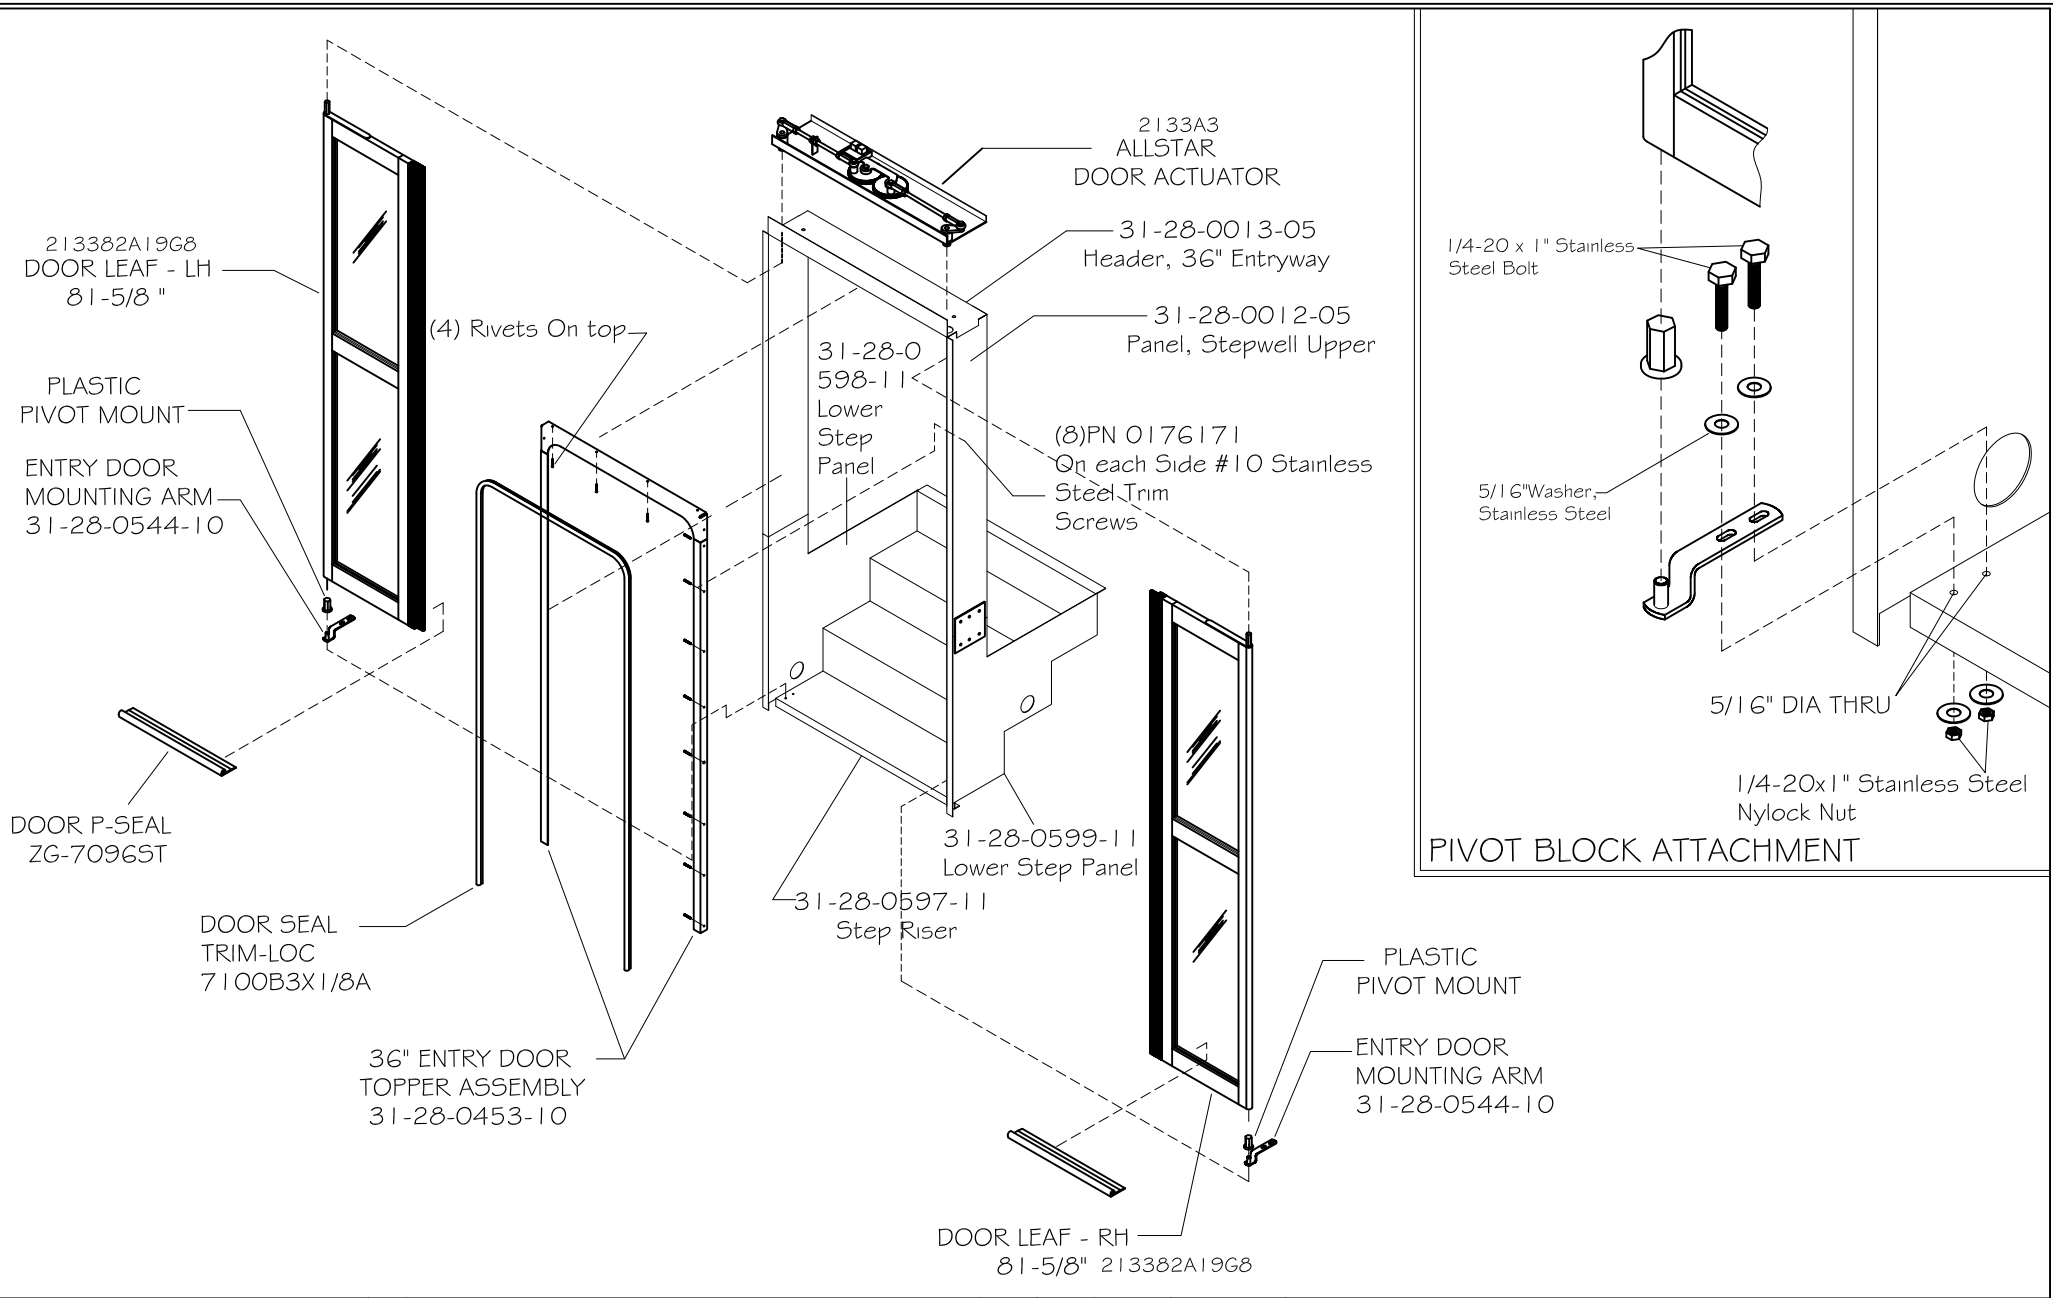 2133A3
ALLSTAR
DOOR ACTUATOR
213382A19G8
DOOR LEAF - LH
81-5/8 "
31-28-0013-05
Header, 36" Entryway
31-28-0012-05
Panel, Stepwell Upper
(4) Rivets On top
31-28-0
598-11
Lower
Step
Panel
PLASTIC
PIVOT MOUNT
ENTRY DOOR
MOUNTING ARM
31-28-0544-10
(8)PN 0176171
On each Side #10 Stainless
Steel Trim
Screws
DOOR P-SEAL
ZG-7096ST
31-28-0599-11
Lower Step Panel
31-28-0597-11
Step Riser
DOOR SEAL
TRIM-LOC
7100B3X1/8A
36" ENTRY DOOR
TOPPER ASSEMBLY
31-28-0453-10
PLASTIC
PIVOT MOUNT
ENTRY DOOR
MOUNTING ARM
31-28-0544-10
DOOR LEAF - RH
81-5/8" 213382A19G8
1/4-20 x 1" Stainless
Steel Bolt
5/16"Washer,
Stainless Steel
5/16" DIA THRU
1/4-20x1" Stainless Steel
Nylock Nut
PIVOT BLOCK ATTACHMENT